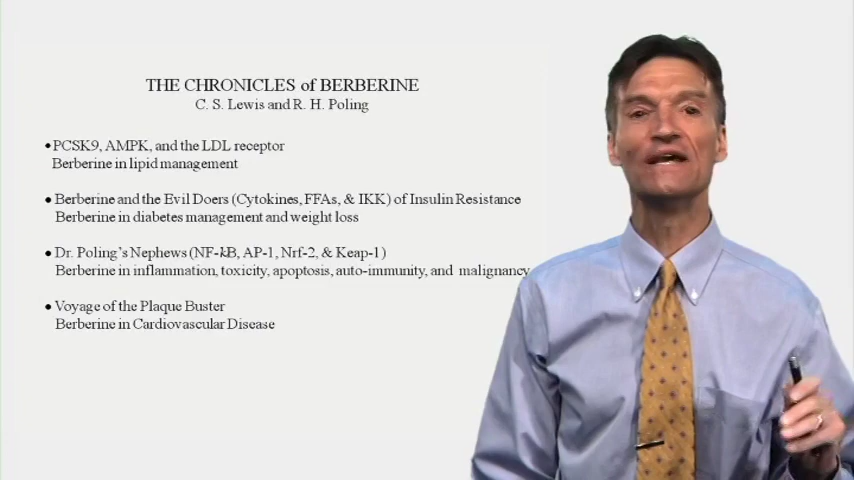 THE CHRONICLES of BERBERINE
C. S. Lewis and R. H. Poling
• PCSK9, AMPK, and the LDL receptor
Berberine in lipid management
• Berberine and the Evil Doers (Cytokines, FFAs, & IKK) of Insulin Resistance
Berberine in diabetes management and weight loss
• Dr. Poling's Nephews (NF-kB, AP-1, Nrf-2, & Keap-1)
Berberine in inflammation, toxicity, apoptosis, auto-immunity, and malignancy
• Voyage of the Plaque Buster
Berberine in Cardiovascular Disease